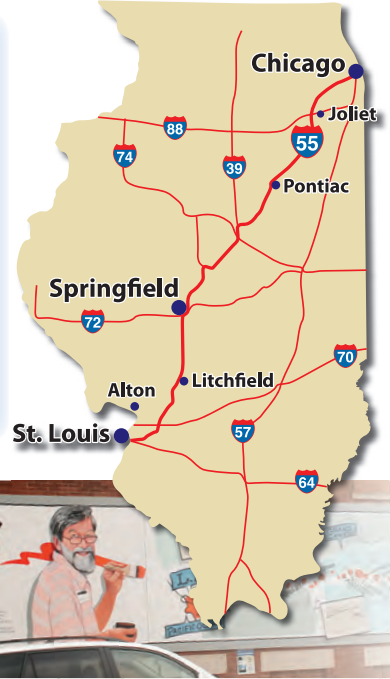 Chicago
Joliet
88
55
74
39
Pontiac
Springfield
72
70
Litchfield
Alton
St. Louis
57
64